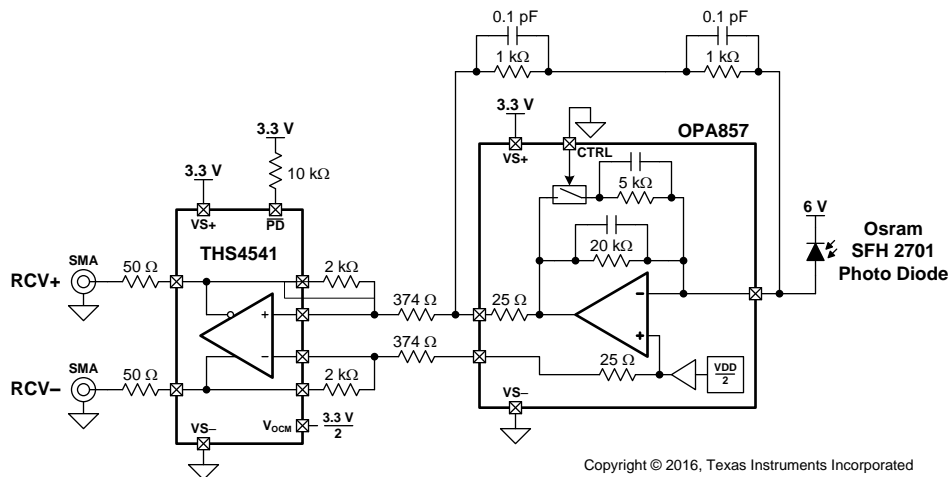 0.1 pF
0.1 pF
1 kΩ
1 kΩ
3.3 V
OPA857
3.3 V
VS+
CTRL
3.3 V
10 kΩ
5 kΩ
6 V
VS+
PD
Osram
SFH 2701
Photo Diode
THS4541
20 kΩ
SMA
RCV+
50 Ω
2 kΩ
374 Ω
25 Ω
–
+
+
374 Ω
–
25 Ω
VDD
2
SMA
RCV–
50 Ω
2 kΩ
VS–
VOCM
3.3 V
2
VS–
Copyright © 2016, Texas Instruments Incorporated